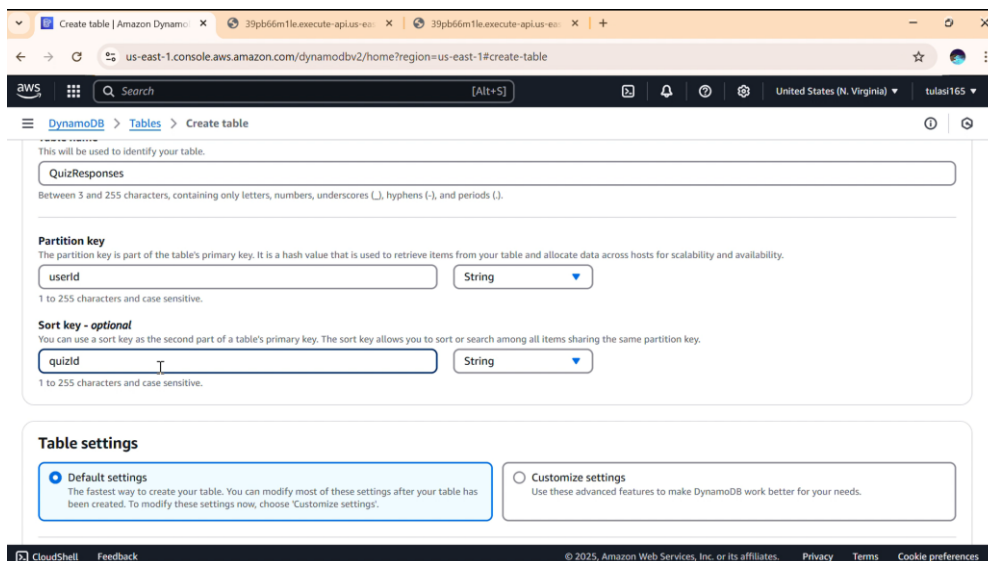 Create table | Amazon Dynamo
39pb66m1le.execute-api.us-eas
39pb66m1le.execute-api.us-eas
us-east-1.console.aws.amazon.com/dynamodbv2/home?region=us-east-1#create-table
aws
Search
[Alt+S]
United States (N. Virginia)
tulasi165
DynamoDB > Tables > Create table
Table name
This will be used to identify your table.
QuizResponses
Between 3 and 255 characters, containing only letters, numbers, underscores (_), hyphens (-), and periods (.).
Partition key
The partition key is part of the table's primary key. It is a hash value that is used to retrieve items from your table and allocate data across hosts for scalability and availability.
userId
String
1 to 255 characters and case sensitive.
Sort key - optional
You can use a sort key as the second part of a table's primary key. The sort key allows you to sort or search among all items sharing the same partition key.
quizId
String
1 to 255 characters and case sensitive.
Table settings
Default settings
The fastest way to create your table. You can modify most of these settings after your table has
been created. To modify these settings now, choose 'Customize settings'.
Customize settings
Use these advanced features to make DynamoDB work better for your needs.
CloudShell
Feedback
© 2025, Amazon Web Services, Inc. or its affiliates.
Privacy
Terms
Cookie preferences